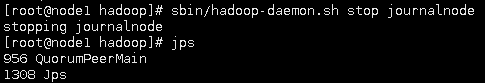 [root@node1 hadoop]# sbin/hadoop-daemon.sh stop journalnode
stopping journalnode
[root@node1 hadoop]# jps
956 QuorumPeerMain
1308 Jps